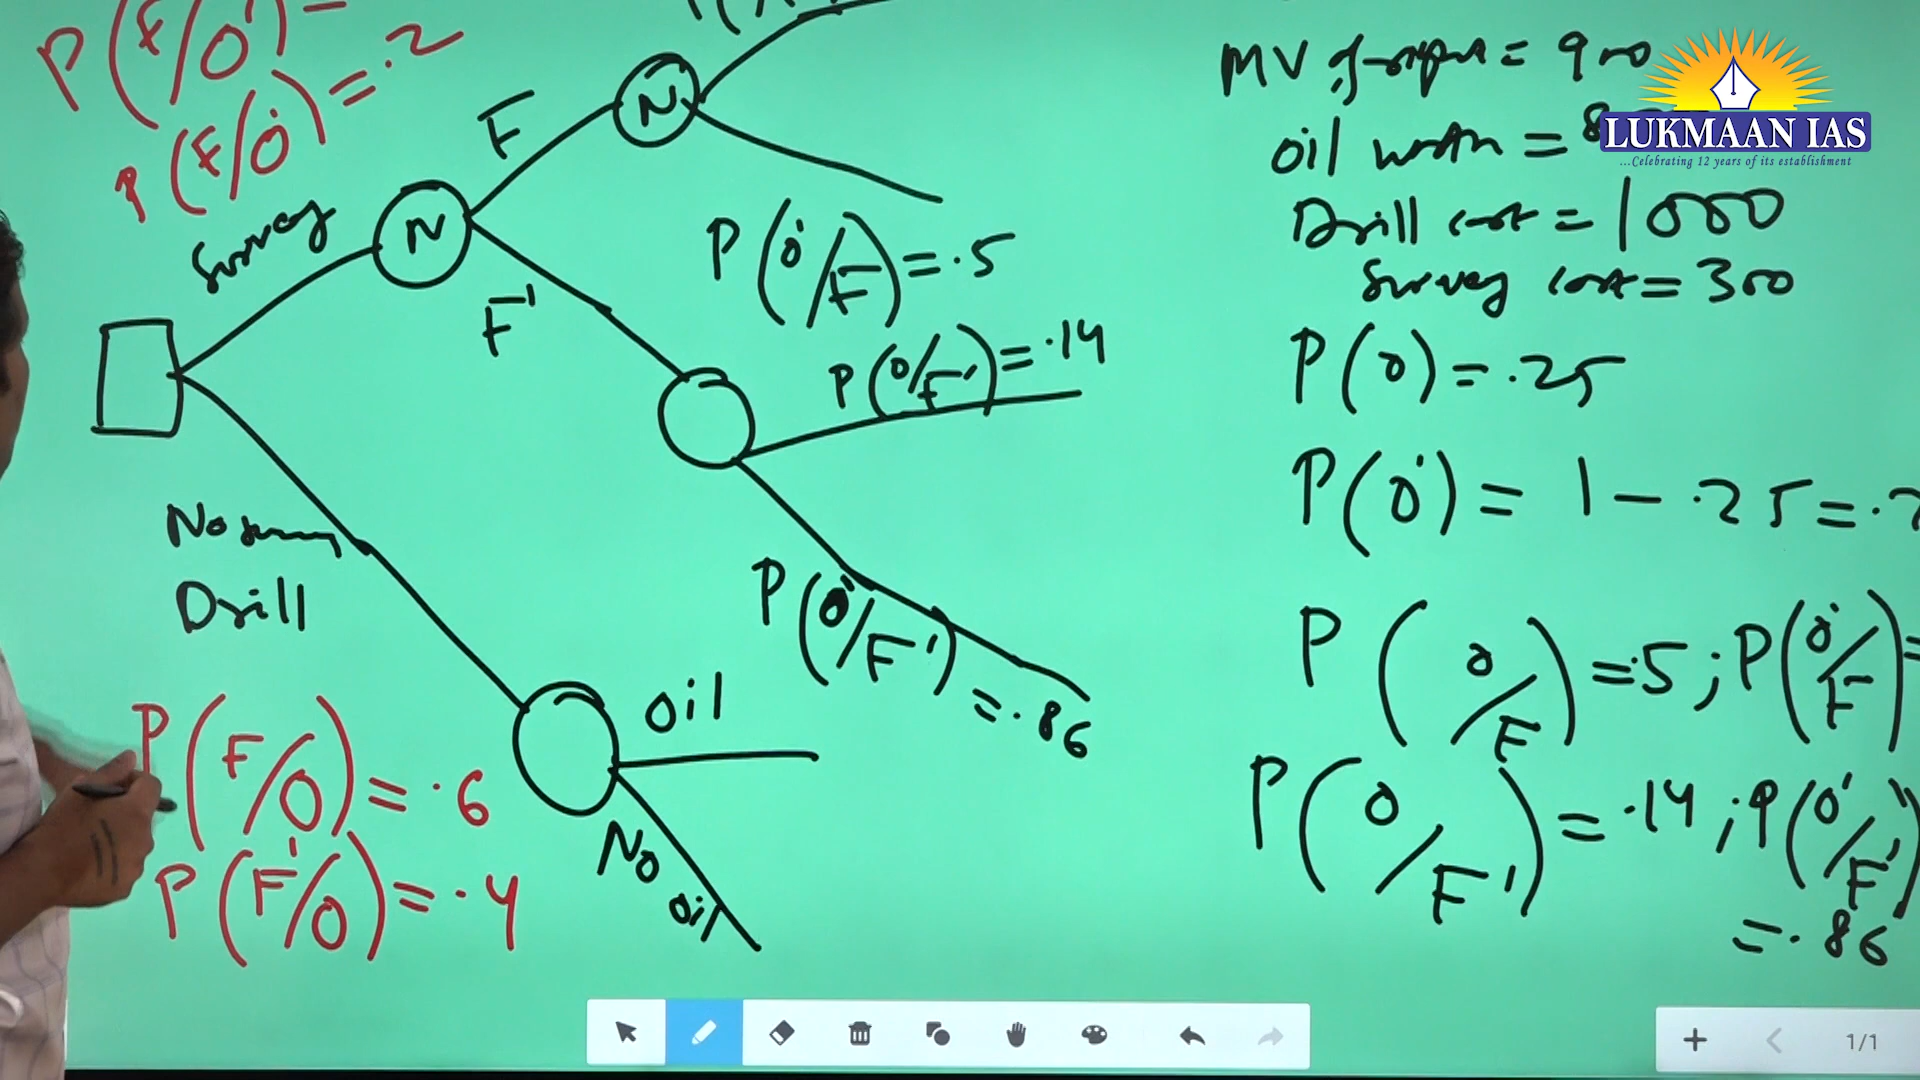 P(F/O')=
P(F/O')=.2
Survey
F
N
N
F'
P(O'/F)=.5
P(O/F')=.14
P(O'/F')=.86
No
Drill
Oil
No
Oil
P(F/O)=.6
P(F'/O)=.4
MV of = 900
Oil worth = 8
Drill cost = 1000
Survey cost = 300
P(O)=.25
P(O')= 1 - .25 = .7
P(O/F)=.5; P(O'/F)=
P(O/F')=.14; P(O'/F')
=.86
LUKMAAN IAS
...Celebrating 12 years of its establishment
1/1